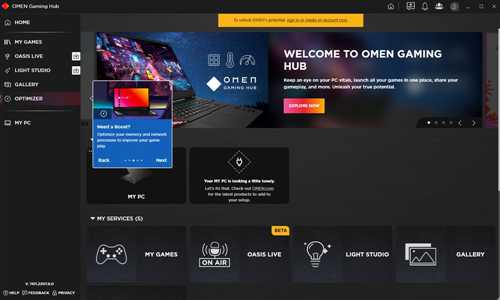 OMEN Gaming Hub
To unlock OMEN's potential, sign in or create an account now.
HOME
MY GAMES
OASIS LIVE
LIGHT STUDIO
GALLERY
OPTIMIZER
MY PC
OMEN
GAMING HUB
WELCOME TO OMEN GAMING
HUB
Keep an eye on your PC vitals, launch all your games in one place, share your
gameplay, and more. Unleash your true potential.
EXPLORE NOW
Need a Boost?
Optimize your memory and network
processes to improve your game
play.
Back
Next
MY PC
Your MY PC is looking a little lonely.
Let's fix that. Check out OMEN.com
for the latest products to add to
your setup.
MY SERVICES (5)
MY GAMES
BETA
ON AIR
OASIS LIVE
LIGHT STUDIO
GALLERY
HELP
FEEDBACK
PRIVACY